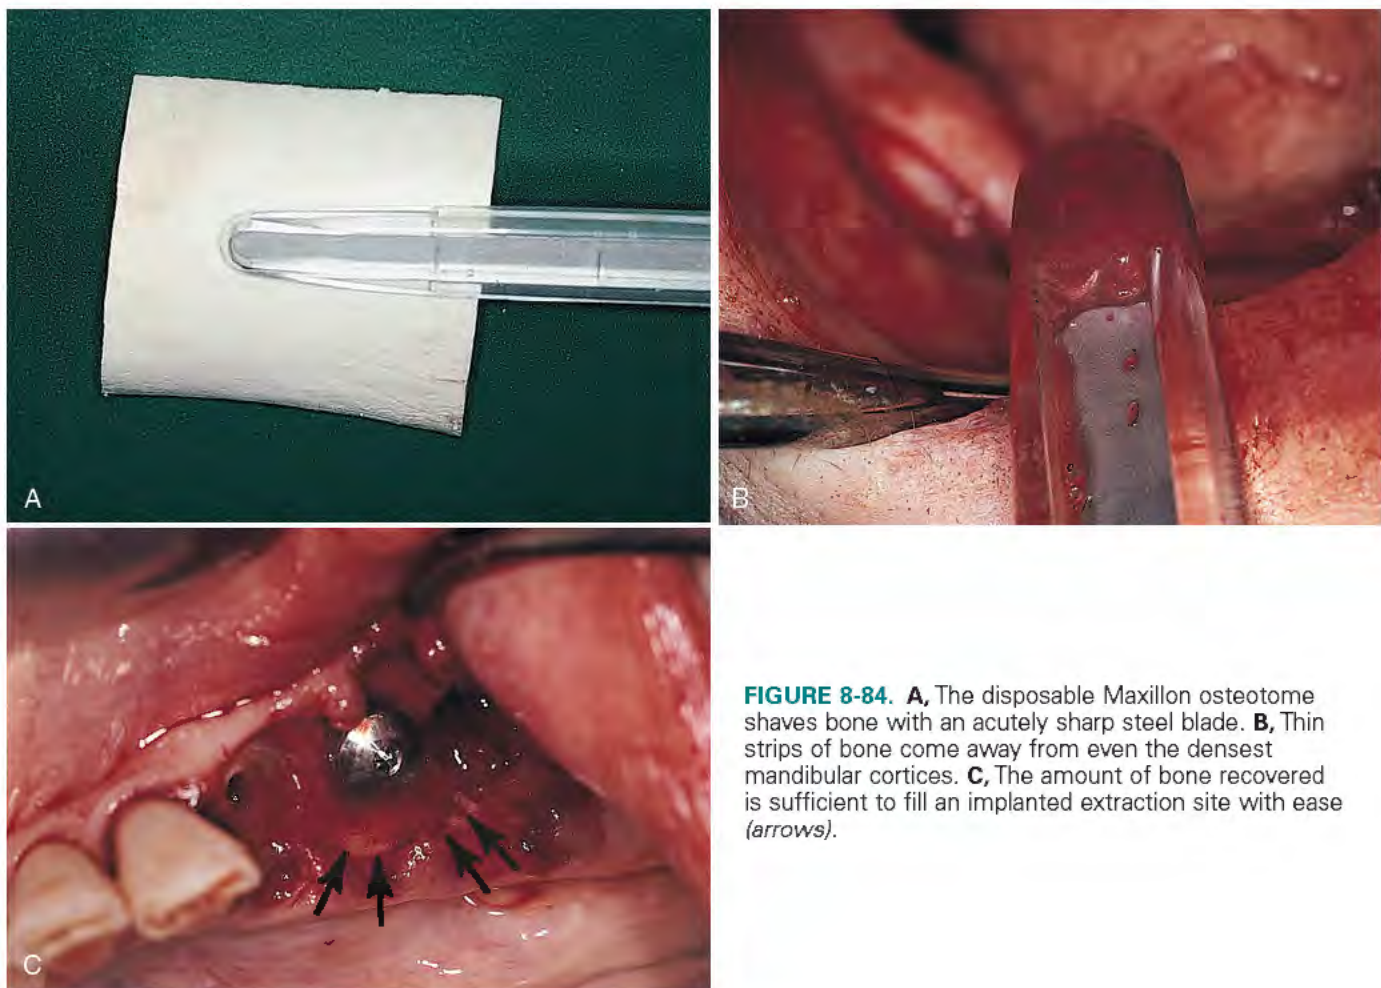 A
B
C
FIGURE 8-84. A, The disposable Maxillon osteotome
shaves bone with an acutely sharp steel blade. B, Thin
strips of bone come away from even the densest
mandibular cortices. C, The amount of bone recovered
is sufficient to fill an implanted extraction site with ease
(arrows).